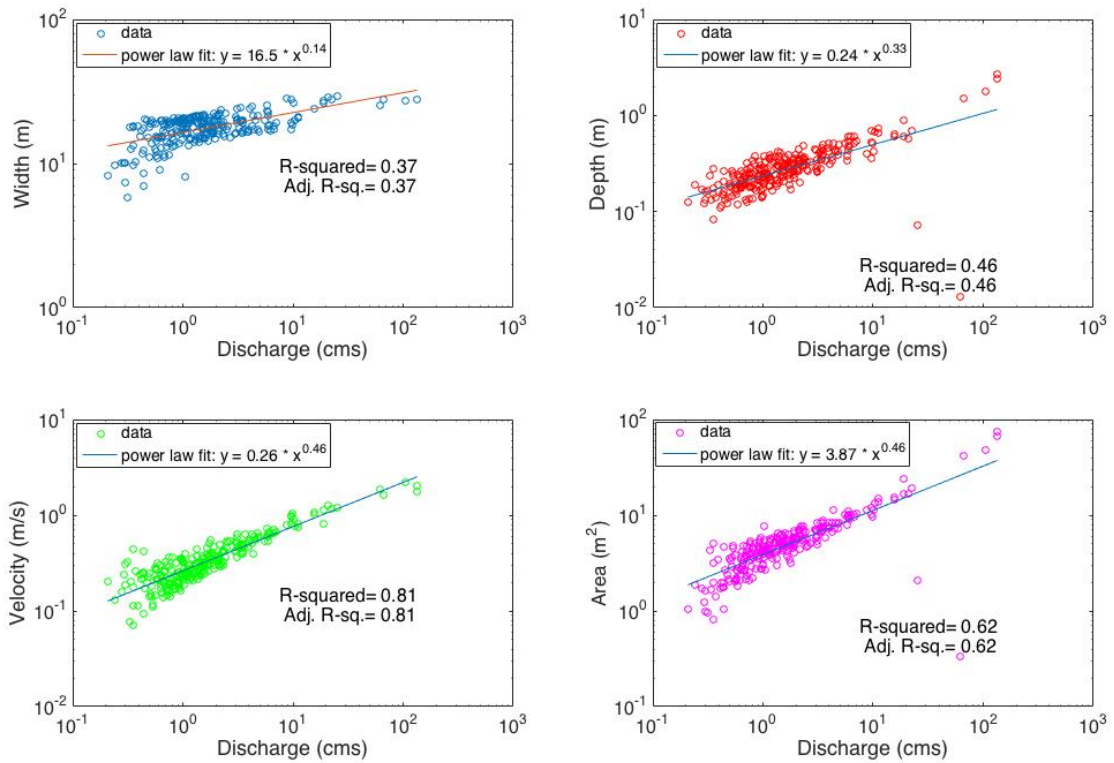 10^2
data
power law fit: y = 16.5 * x^0.14
Width (m)
10^1
R-squared= 0.37
Adj. R-sq.= 0.37
10^0
10^-1 10^0 10^1 10^2 10^3
Discharge (cms)
10^1
data
power law fit: y = 0.24 * x^0.33
10^0
Depth (m)
10^-1
R-squared= 0.46
Adj. R-sq.= 0.46
10^-2
10^-1 10^0 10^1 10^2 10^3
Discharge (cms)
10^1
data
power law fit: y = 0.26 * x^0.46
10^0
Velocity (m/s)
10^-1
R-squared= 0.81
Adj. R-sq.= 0.81
10^-2
10^-1 10^0 10^1 10^2 10^3
Discharge (cms)
10^2
data
power law fit: y = 3.87 * x^0.46
10^1
Area (m^2)
10^0
R-squared= 0.62
Adj. R-sq.= 0.62
10^-1
10^-1 10^0 10^1 10^2 10^3
Discharge (cms)